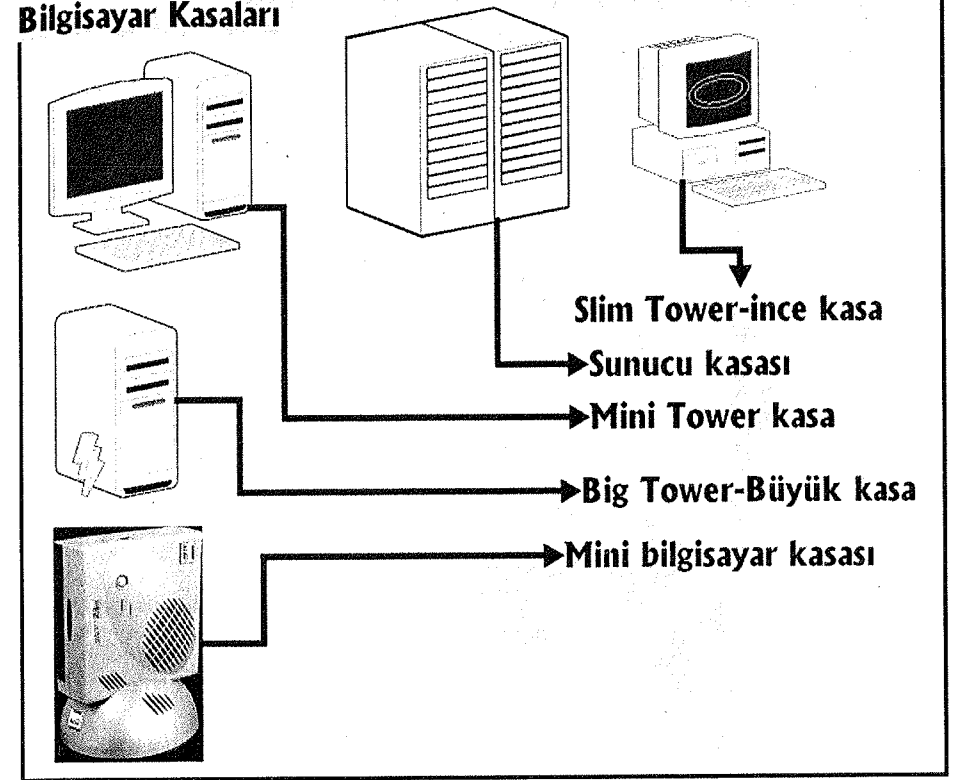 Bilgisayar Kasaları
Slim Tower-ince kasa
Sunucu kasası
Mini Tower kasa
Big Tower-Büyük kasa
Mini bilgisayar kasası